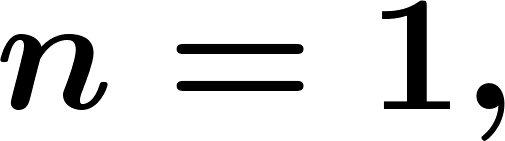 n = 1,